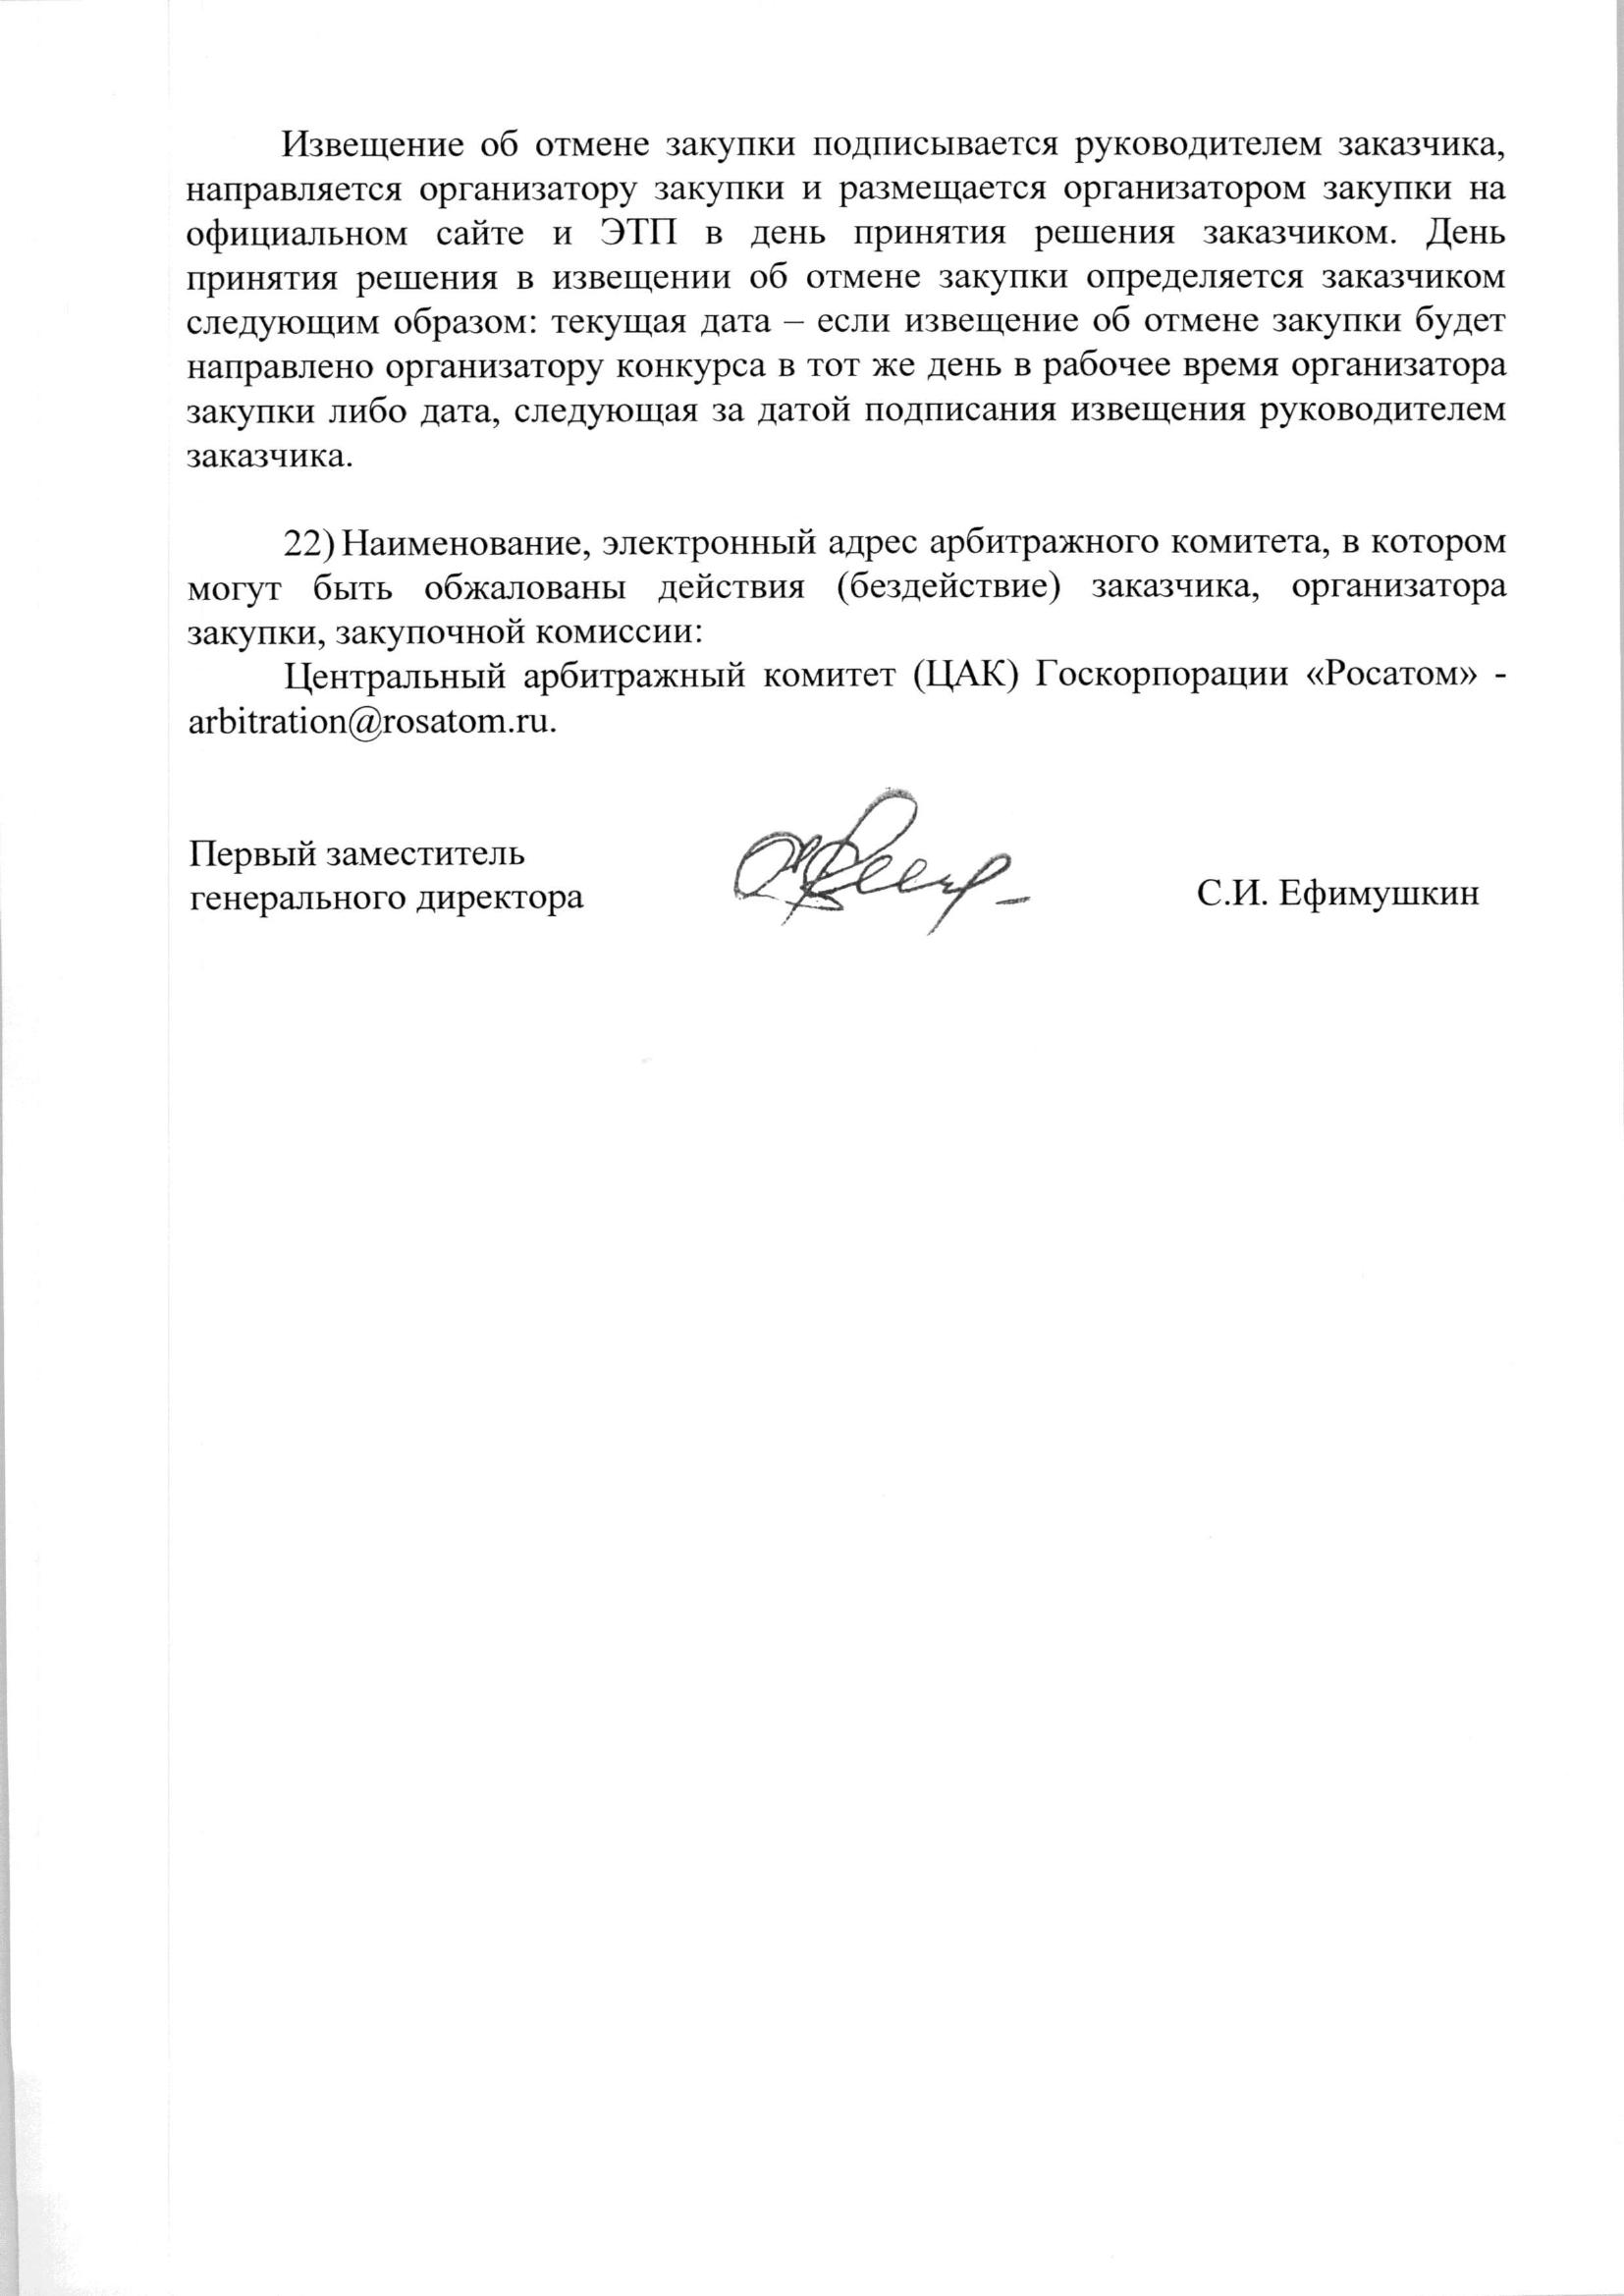 Извещение об отмене закупки подписывается руководителем заказчика,
направляется организатору закупки и размещается организатором закупки на
официальном сайте и ЭТП в день принятия решения заказчиком. День
принятия решения в извещении об отмене закупки определяется заказчиком
следующим образом: текущая дата – если извещение об отмене закупки будет
направлено организатору конкурса в тот же день в рабочее время организатора
закупки либо дата, следующая за датой подписания извещения руководителем
заказчика.
22) Наименование, электронный адрес арбитражного комитета, в котором
могут быть обжалованы действия (бездействие) заказчика, организатора
закупки, закупочной комиссии:
Центральный арбитражный комитет (ЦАК) Госкорпорации «Росатом» -
arbitration@rosatom.ru.
Первый заместитель
генерального директора
С.И. Ефимушкин